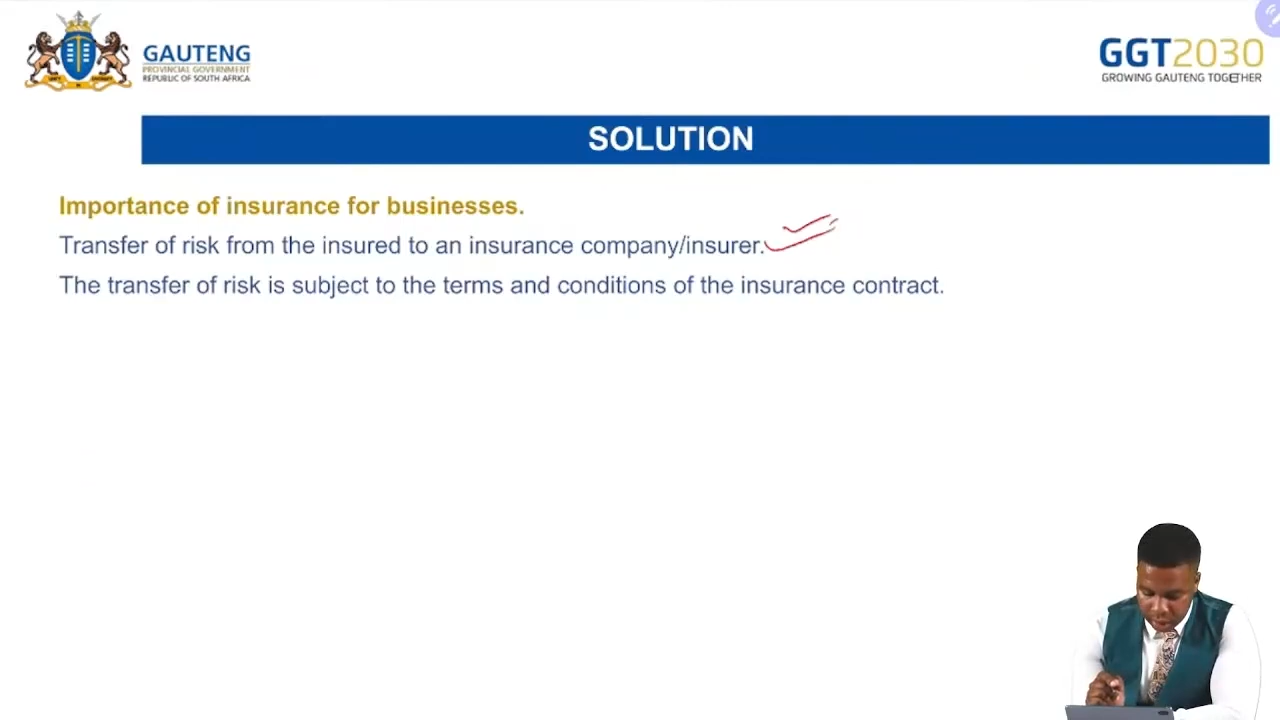 GAUTENG
PROVINCIAL GOVERNMENT
REPUBLIC OF SOUTH AFRICA
GGT2030
GROWING GAUTENG TOGETHER
SOLUTION
Importance of insurance for businesses.
Transfer of risk from the insured to an insurance company/insurer.
The transfer of risk is subject to the terms and conditions of the insurance contract.